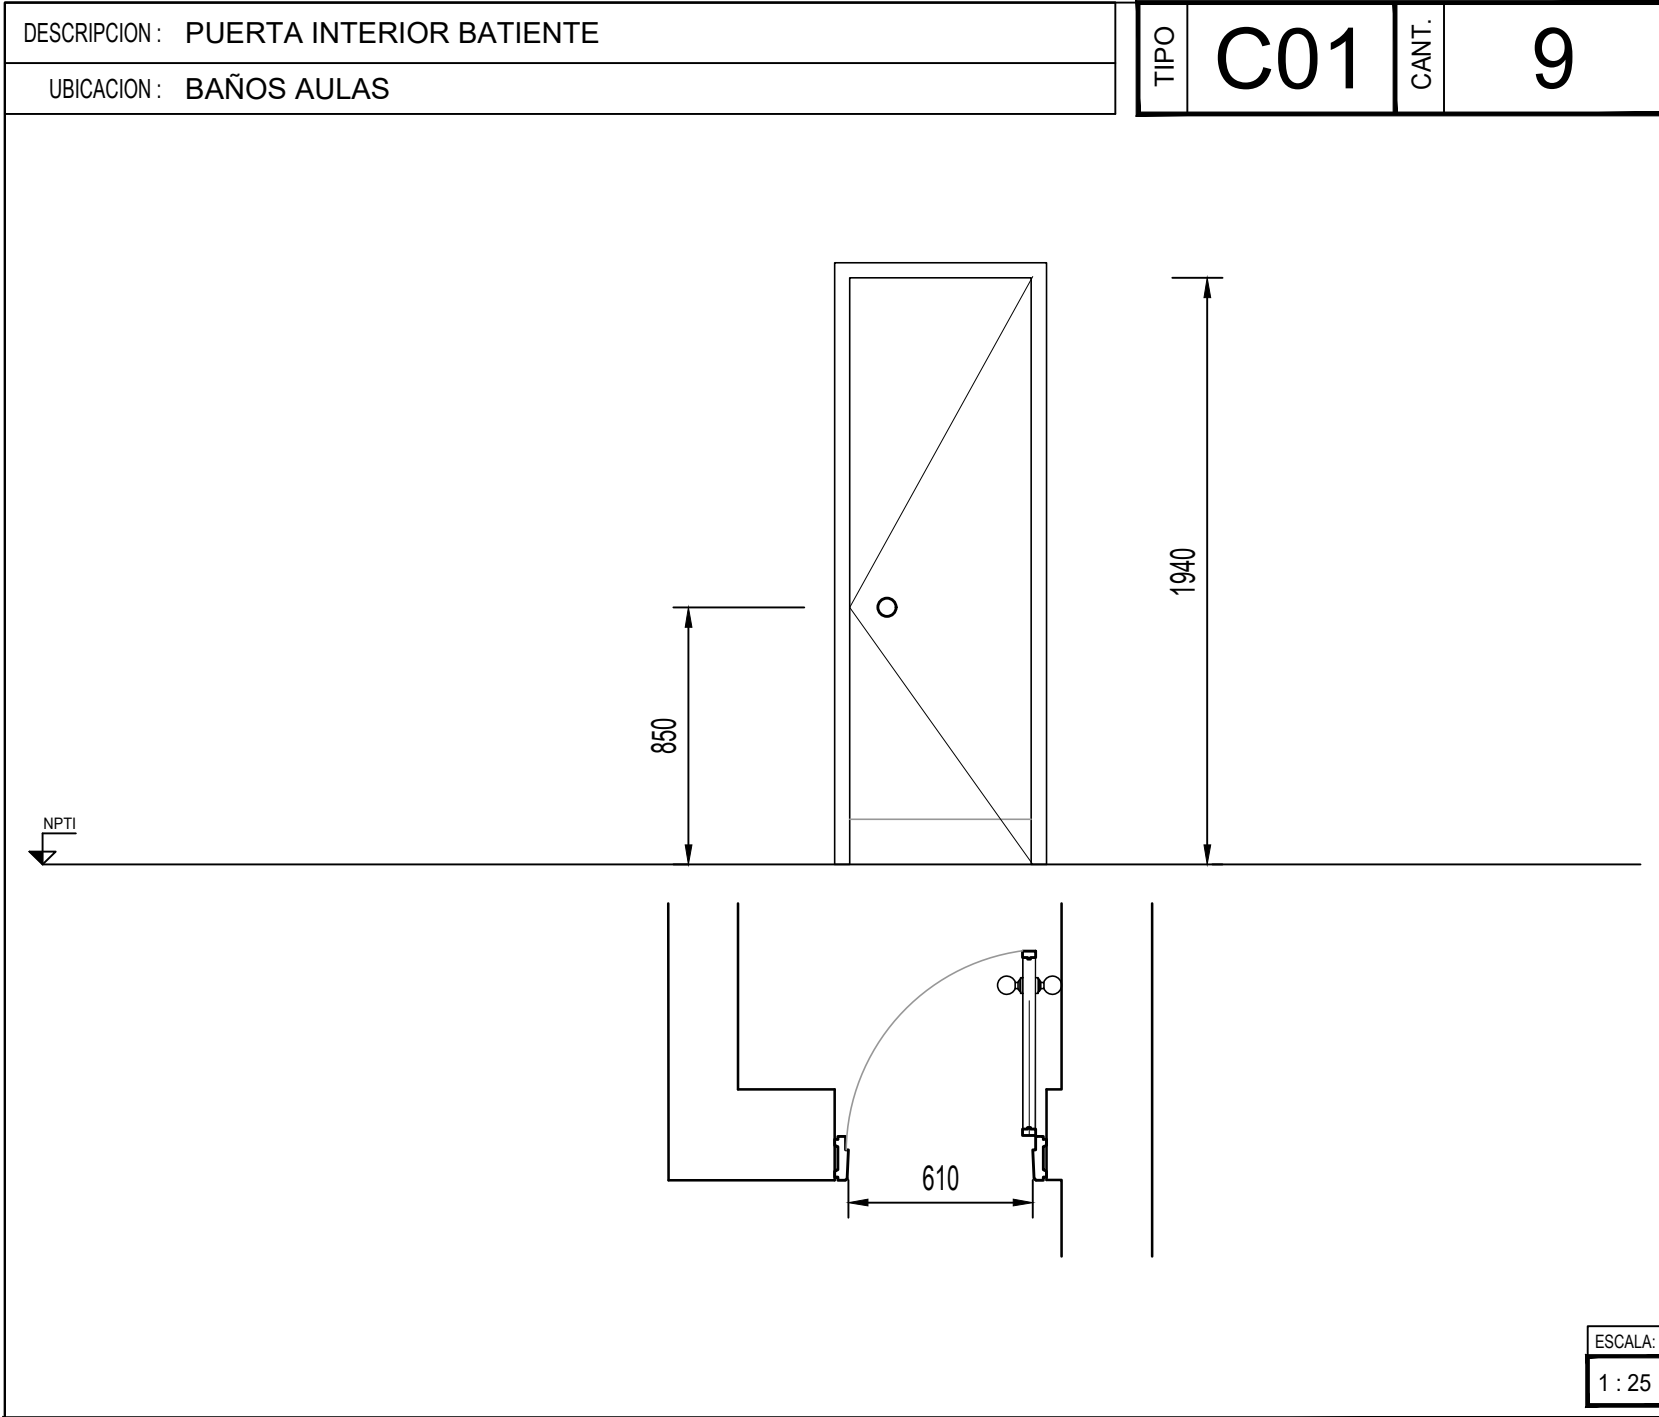 DESCRIPCION : PUERTA INTERIOR BATIENTE
UBICACION : BAÑOS AULAS
TIPO
C01
CANT.
9
1940
850
NPTI
610
ESCALA:
1 : 25